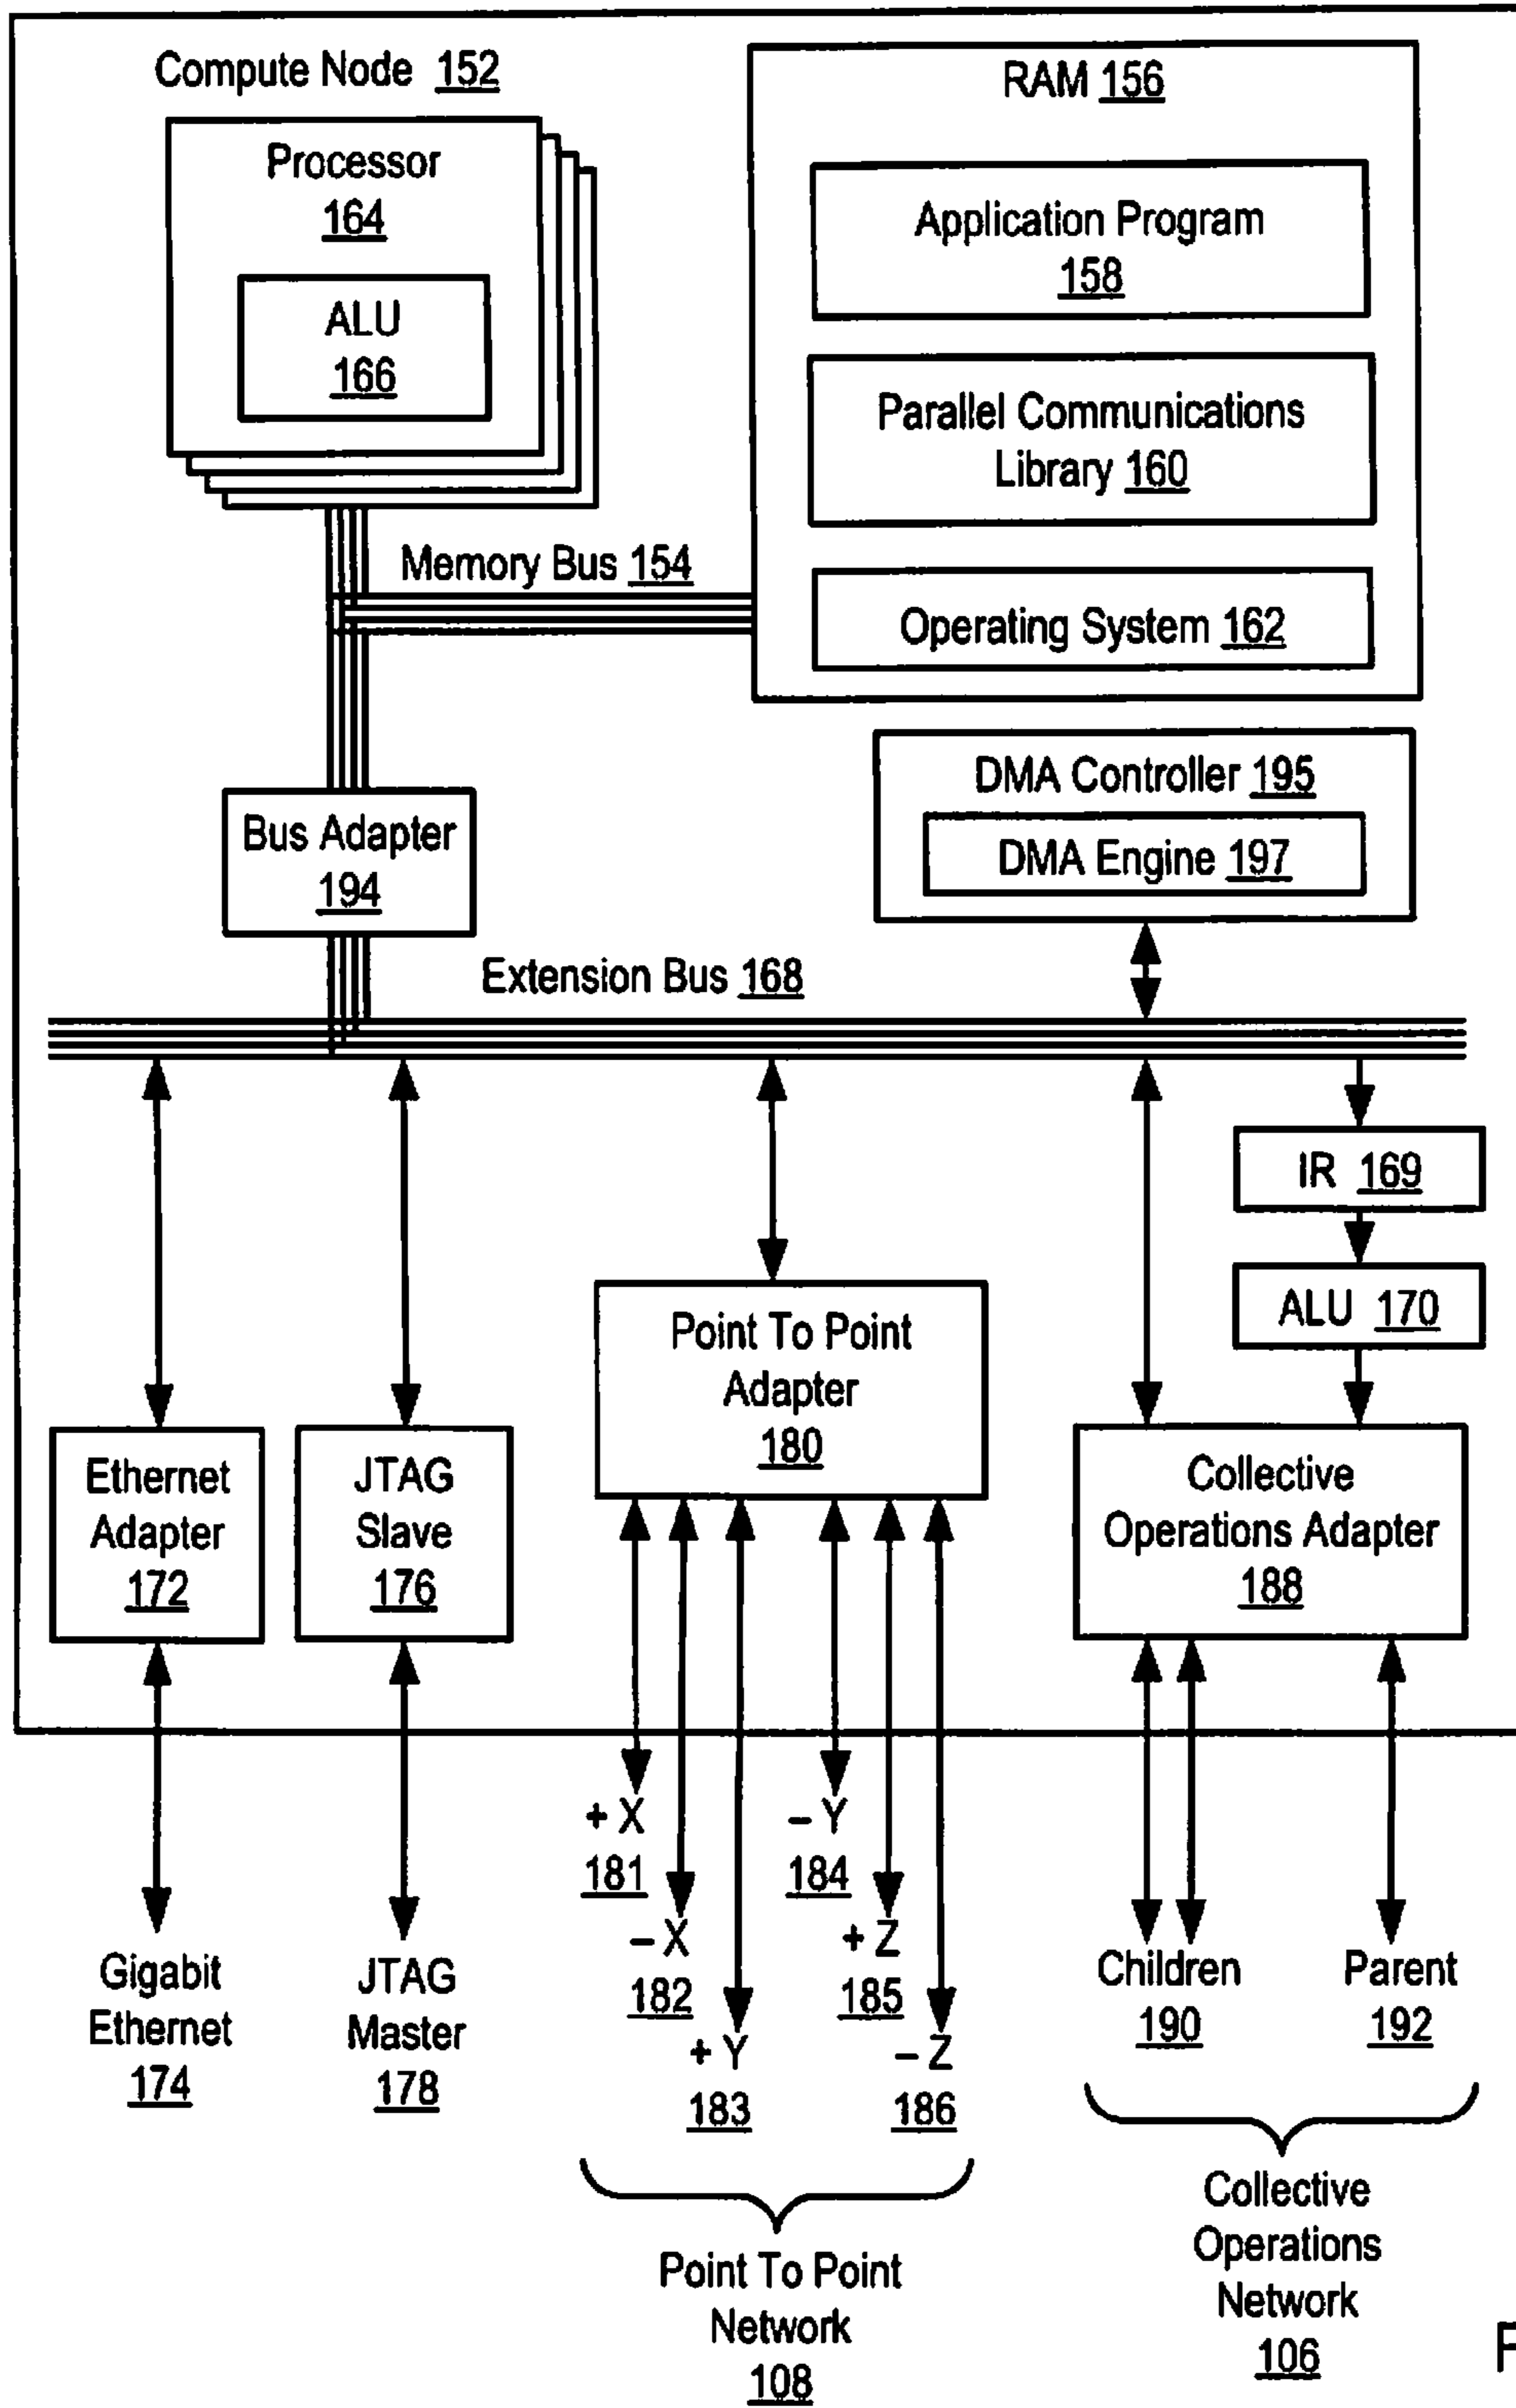 Compute Node 152
Processor
164
ALU
166
RAM 156
Application Program
158
Parallel Communications
Library 160
Operating System 162
Memory Bus 154
DMA Controller 195
DMA Engine 197
Bus Adapter
194
Extension Bus 168
IR 169
ALU 170
Point To Point
Adapter
180
Ethernet
Adapter
172
JTAG
Slave
176
Collective
Operations Adapter
188
+ X
181
– X
182
+ Y
183
– Y
184
+ Z
185
– Z
186
Gigabit
Ethernet
174
JTAG
Master
178
Children
190
Parent
192
Point To Point
Network
108
Collective
Operations
Network
106
F